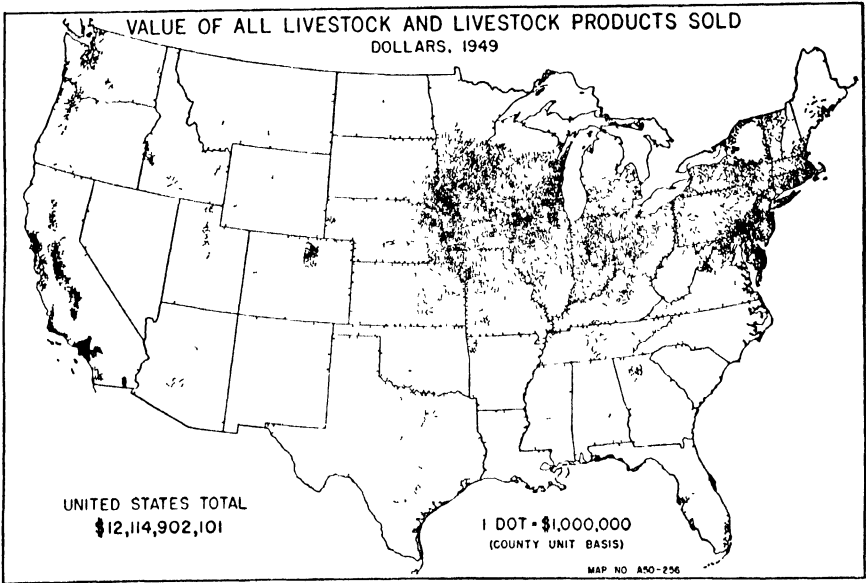 VALUE OF ALL LIVESTOCK AND LIVESTOCK PRODUCTS SOLD
DOLLARS, 1949
UNITED STATES TOTAL
$12,114,902,101
1 DOT = $1,000,000
(COUNTY UNIT BASIS)
MAP NO A50-256